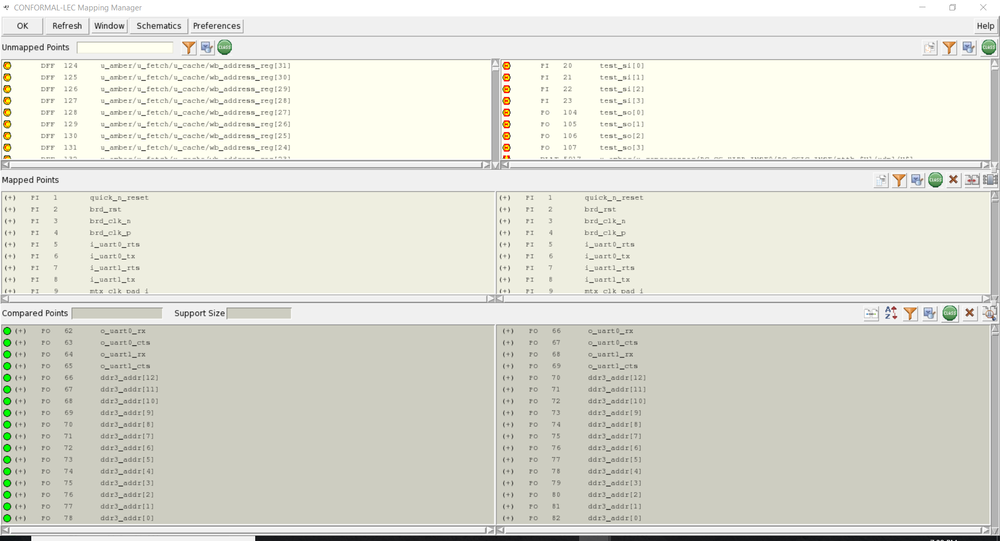 CONFORMAL-LEC Mapping Manager
OK Refresh Window Schematics Preferences Help
Unmapped Points CLASS CLASS
C DFF 124 u_amber/u_fetch/u_cache/wb_address_reg[31] E PI 20 test_si[0]
C DFF 125 u_amber/u_fetch/u_cache/wb_address_reg[30] E PI 21 test_si[1]
C DFF 126 u_amber/u_fetch/u_cache/wb_address_reg[29] E PI 22 test_si[2]
C DFF 127 u_amber/u_fetch/u_cache/wb_address_reg[28] E PI 23 test_si[3]
C DFF 128 u_amber/u_fetch/u_cache/wb_address_reg[27] E PO 104 test_so[0]
C DFF 129 u_amber/u_fetch/u_cache/wb_address_reg[26] E PO 105 test_so[1]
C DFF 130 u_amber/u_fetch/u_cache/wb_address_reg[25] E PO 106 test_so[2]
C DFF 131 u_amber/u_fetch/u_cache/wb_address_reg[24] E PO 107 test_so[3]
Mapped Points CLASS
(+) PI 1 quick_n_reset (+) PI 1 quick_n_reset
(+) PI 2 brd_rst (+) PI 2 brd_rst
(+) PI 3 brd_clk_n (+) PI 3 brd_clk_n
(+) PI 4 brd_clk_p (+) PI 4 brd_clk_p
(+) PI 5 i_uart0_rts (+) PI 5 i_uart0_rts
(+) PI 6 i_uart0_tx (+) PI 6 i_uart0_tx
(+) PI 7 i_uart1_rts (+) PI 7 i_uart1_rts
(+) PI 8 i_uart1_tx (+) PI 8 i_uart1_tx
(+) PI 9 mtx_clk_pad_i (+) PI 9 mtx_clk_pad_i
Compared Points Support Size A Z CLASS
(+) PO 62 o_uart0_rx (+) PO 66 o_uart0_rx
(+) PO 63 o_uart0_cts (+) PO 67 o_uart0_cts
(+) PO 64 o_uart1_rx (+) PO 68 o_uart1_rx
(+) PO 65 o_uart1_cts (+) PO 69 o_uart1_cts
(+) PO 66 ddr3_addr[12] (+) PO 70 ddr3_addr[12]
(+) PO 67 ddr3_addr[11] (+) PO 71 ddr3_addr[11]
(+) PO 68 ddr3_addr[10] (+) PO 72 ddr3_addr[10]
(+) PO 69 ddr3_addr[9] (+) PO 73 ddr3_addr[9]
(+) PO 70 ddr3_addr[8] (+) PO 74 ddr3_addr[8]
(+) PO 71 ddr3_addr[7] (+) PO 75 ddr3_addr[7]
(+) PO 72 ddr3_addr[6] (+) PO 76 ddr3_addr[6]
(+) PO 73 ddr3_addr[5] (+) PO 77 ddr3_addr[5]
(+) PO 74 ddr3_addr[4] (+) PO 78 ddr3_addr[4]
(+) PO 75 ddr3_addr[3] (+) PO 79 ddr3_addr[3]
(+) PO 76 ddr3_addr[2] (+) PO 80 ddr3_addr[2]
(+) PO 77 ddr3_addr[1] (+) PO 81 ddr3_addr[1]
(+) PO 78 ddr3_addr[0] (+) PO 82 ddr3_addr[0]